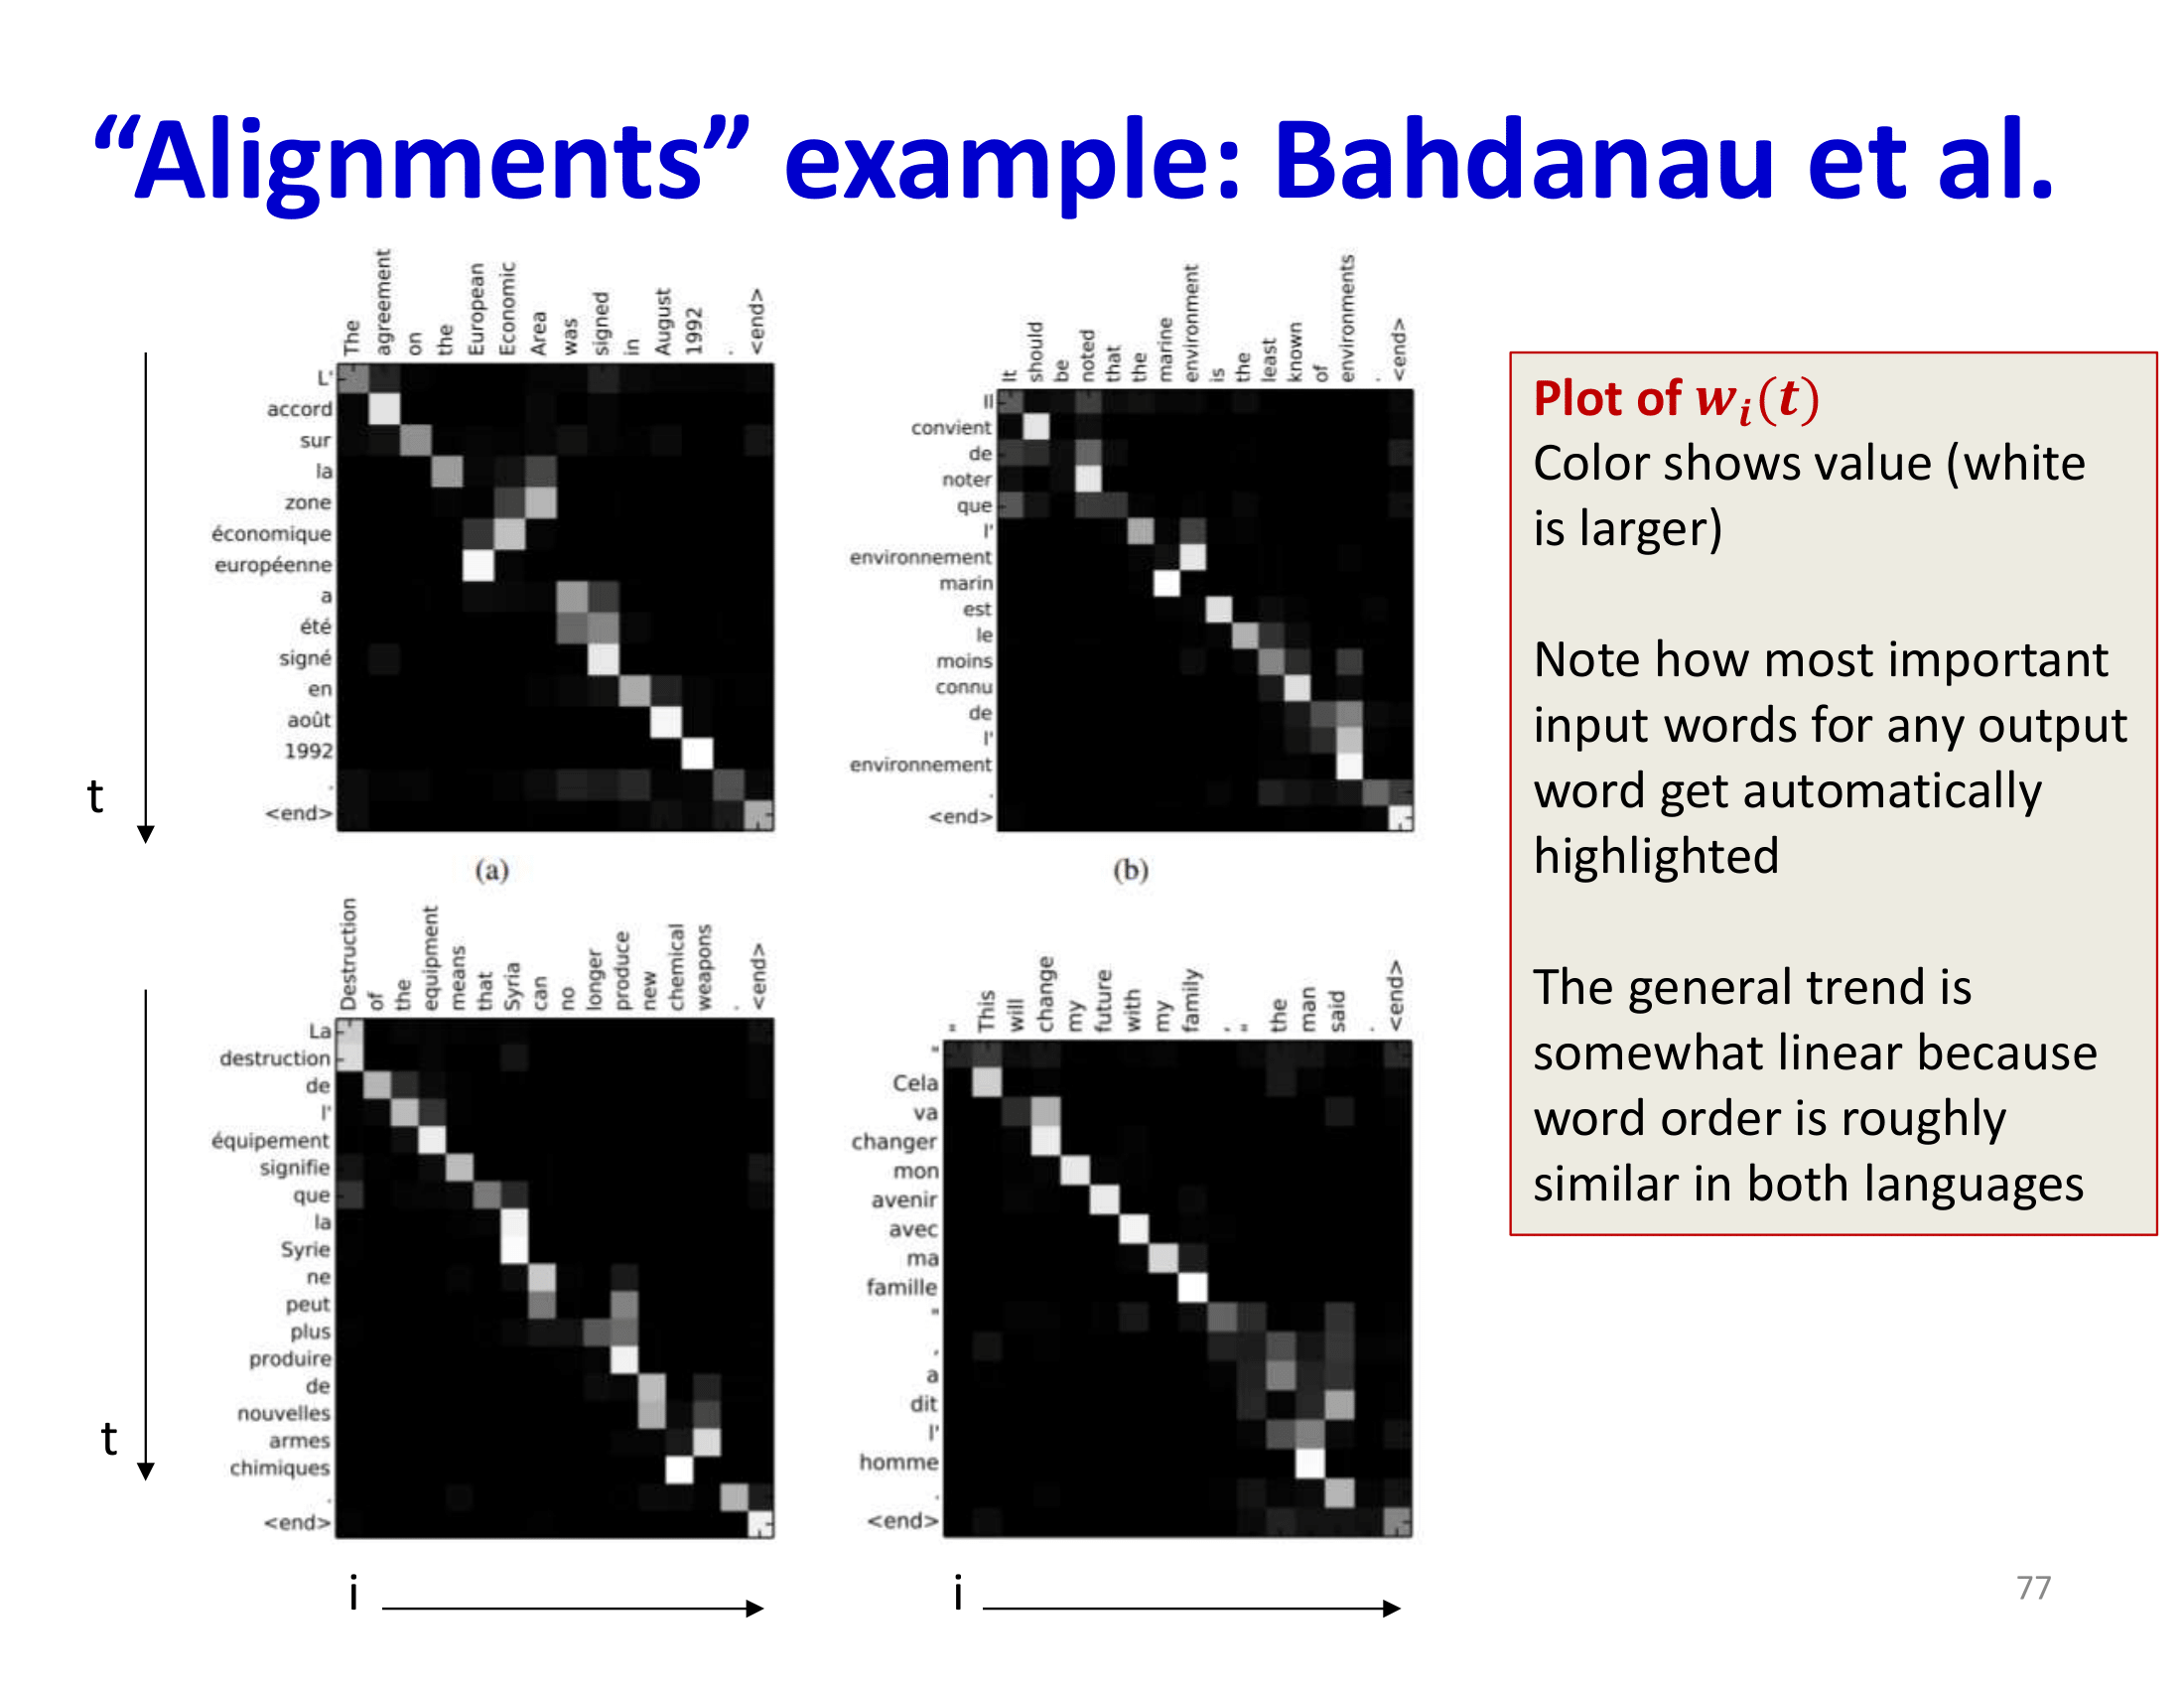 “Alignments” example: Bahdanau et al.
The
agreement
on
the
European
Economic
Area
was
signed
in
August
1992
.
<end>
L'
accord
sur
la
zone
économique
européenne
a
été
signé
en
août
1992
.
<end>
(a)
It
should
be
noted
that
the
marine
environment
is
the
least
known
of
environments
.
<end>
Il
convient
de
noter
que
l'
environnement
marin
est
le
moins
connu
de
l'
environnement
.
<end>
(b)
t
Destruction
of
the
equipment
means
that
Syria
can
no
longer
produce
new
chemical
weapons
.
<end>
La
destruction
de
l'
équipement
signifie
que
la
Syrie
ne
peut
plus
produire
de
nouvelles
armes
chimiques
.
<end>
"
This
will
change
my
future
with
my
family
,
"
the
man
said
.
<end>
"
Cela
va
changer
mon
avenir
avec
ma
famille
"
,
a
dit
l'
homme
.
<end>
t
i
i
Plot of w_i(t)
Color shows value (white
is larger)
Note how most important
input words for any output
word get automatically
highlighted
The general trend is
somewhat linear because
word order is roughly
similar in both languages
77